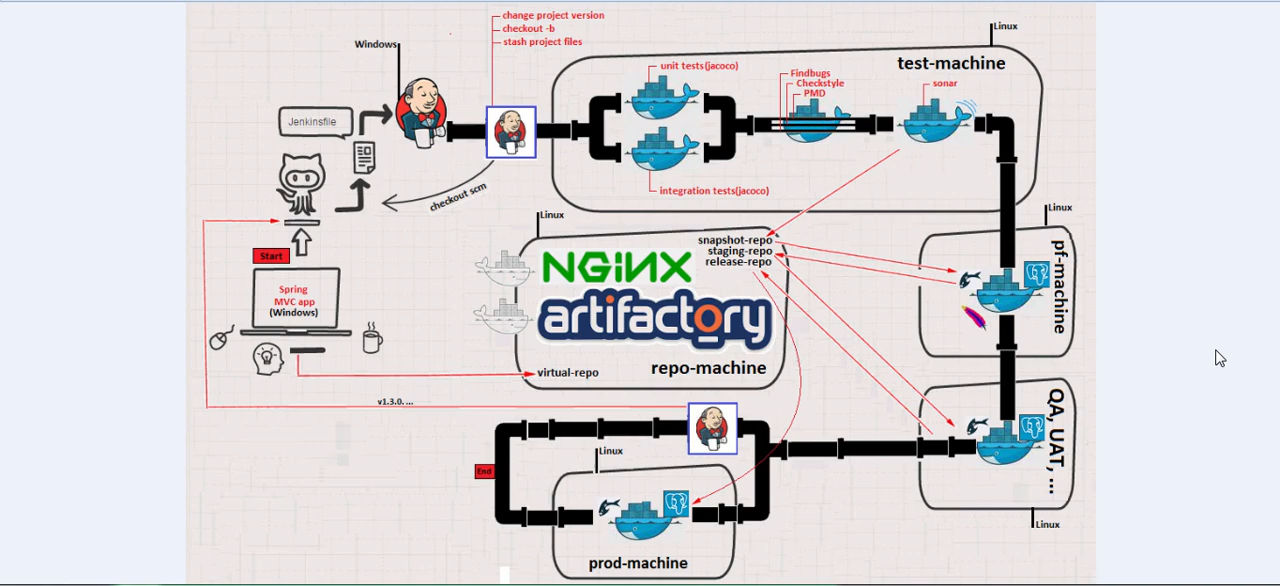 change project version
checkout -b
stash project files
Windows
Linux
test-machine
unit tests(jacoco)
Findbugs
Checkstyle
PMD
sonar
Jenkinsfile
integration tests(jacoco)
checkout scm
Linux
Linux
snapshot-repo
staging-repo
release-repo
Start
NGiNX
pf-machine
Spring
MVC app
(Windows)
artifactory
repo-machine
virtual-repo
v1.3.0. ...
QA, UAT, ...
Linux
End
Linux
prod-machine